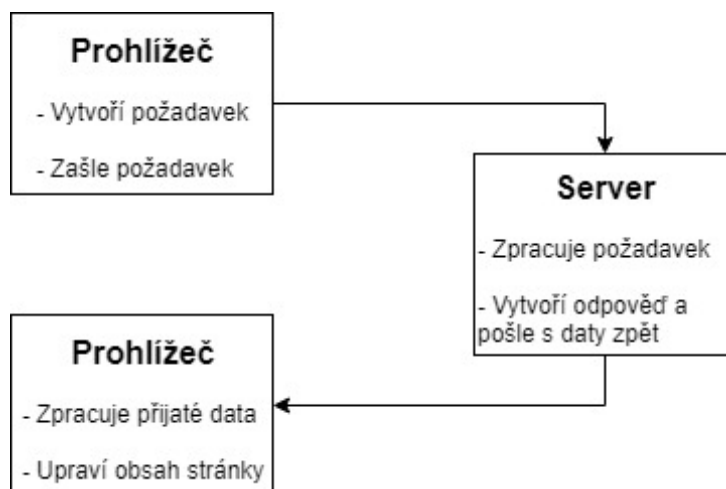 Prohlížeč
- Vytvoří požadavek
- Zašle požadavek
Server
- Zpracuje požadavek
- Vytvoří odpověď a
pošle s daty zpět
Prohlížeč
- Zpracuje přijaté data
- Upraví obsah stránky